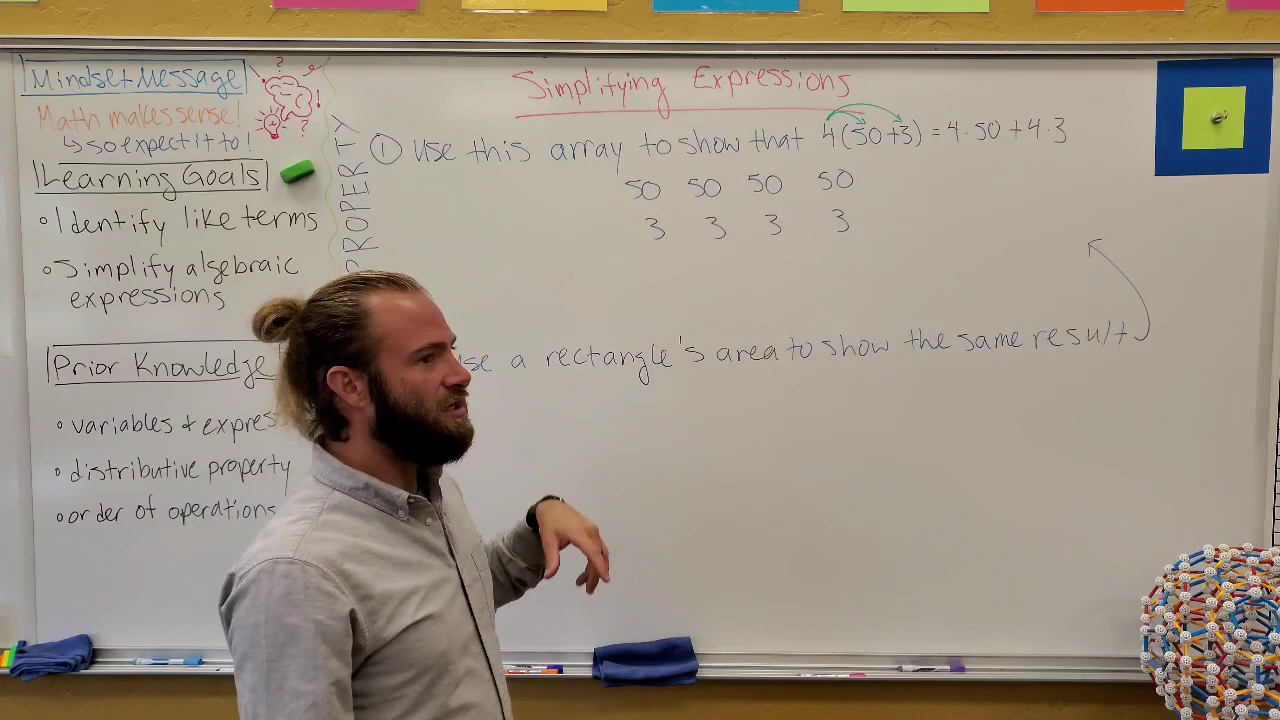 Mindset Message
Math makes sense!
↳ so expect it to!
Learning Goals
• Identify like terms
• Simplify algebraic
expressions
Prior Knowledge
• variables + expres
• distributive property
• order of operations
PROPERTY
Simplifying Expressions
① Use this array to show that 4(50+3) = 4·50 + 4·3
50 50 50 50
3 3 3 3
se a rectangle's area to show the same result